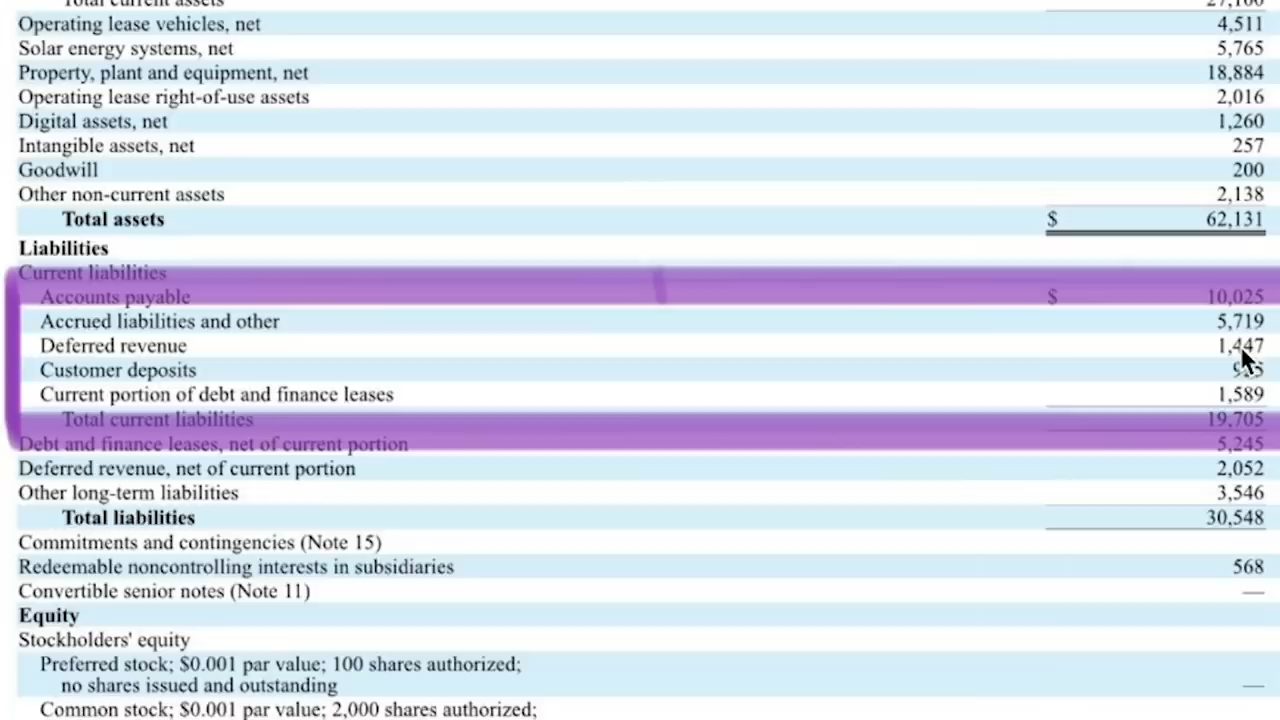 Total current assets 27,100
Operating lease vehicles, net 4,511
Solar energy systems, net 5,765
Property, plant and equipment, net 18,884
Operating lease right-of-use assets 2,016
Digital assets, net 1,260
Intangible assets, net 257
Goodwill 200
Other non-current assets 2,138
Total assets $ 62,131
Liabilities
Current liabilities
Accounts payable $ 10,025
Accrued liabilities and other 5,719
Deferred revenue 1,447
Customer deposits
Current portion of debt and finance leases 1,589
Total current liabilities 19,705
Debt and finance leases, net of current portion 5,245
Deferred revenue, net of current portion 2,052
Other long-term liabilities 3,546
Total liabilities 30,548
Commitments and contingencies (Note 15)
Redeemable noncontrolling interests in subsidiaries 568
Convertible senior notes (Note 11) —
Equity
Stockholders' equity
Preferred stock; $0.001 par value; 100 shares authorized;
no shares issued and outstanding —
Common stock; $0.001 par value; 2,000 shares authorized;